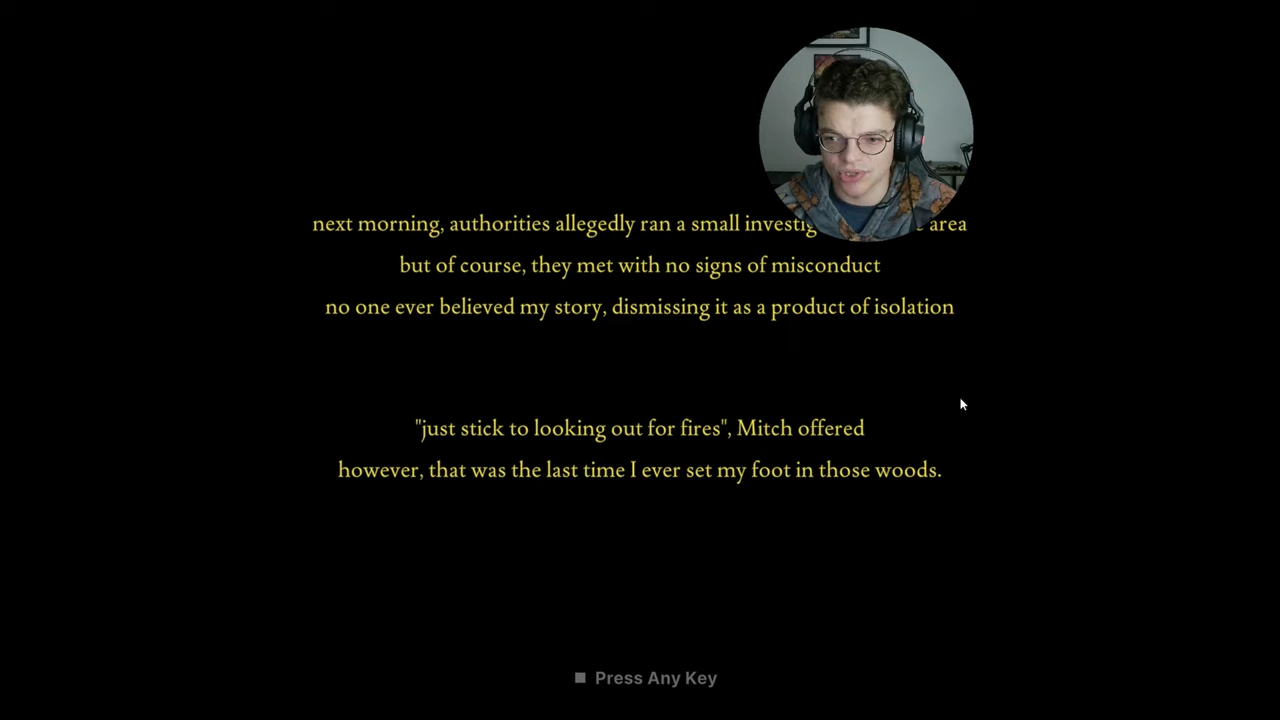 next morning, authorities allegedly ran a small area
but of course, they met with no signs of misconduct
no one ever believed my story, dismissing it as a product of isolation
"just stick to looking out for fires", Mitch offered
however, that was the last time I ever set my foot in those woods.
Press Any Key